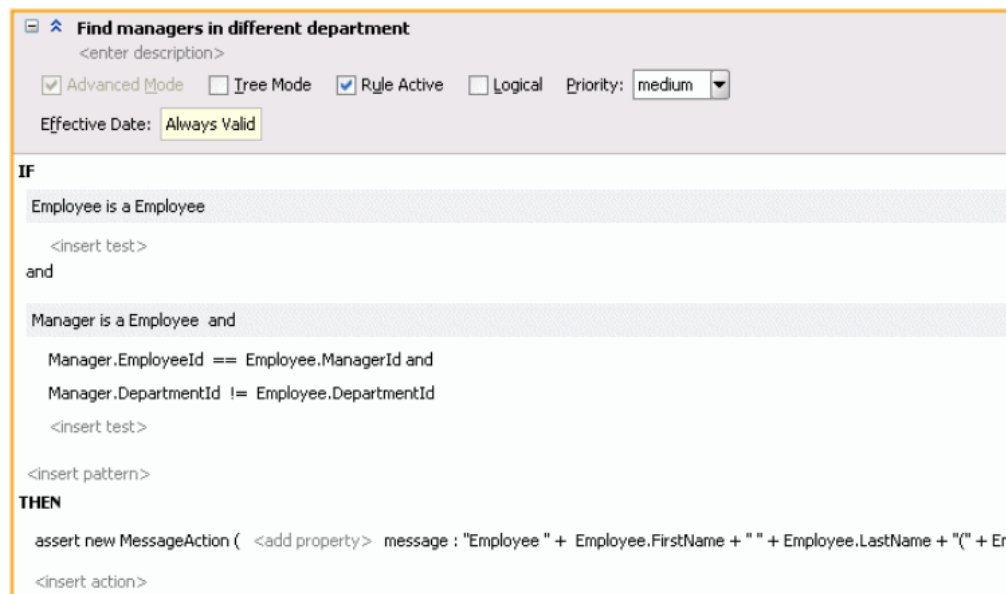 Find managers in different department
<enter description>
Advanced Mode Tree Mode Rule Active Logical Priority: medium
Effective Date: Always Valid
IF
Employee is a Employee
<insert test>
and
Manager is a Employee and
Manager.EmployeeId == Employee.ManagerId and
Manager.DepartmentId != Employee.DepartmentId
<insert test>
<insert pattern>
THEN
assert new MessageAction ( <add property> message : "Employee " + Employee.FirstName + " " + Employee.LastName + "(" +
<insert action>